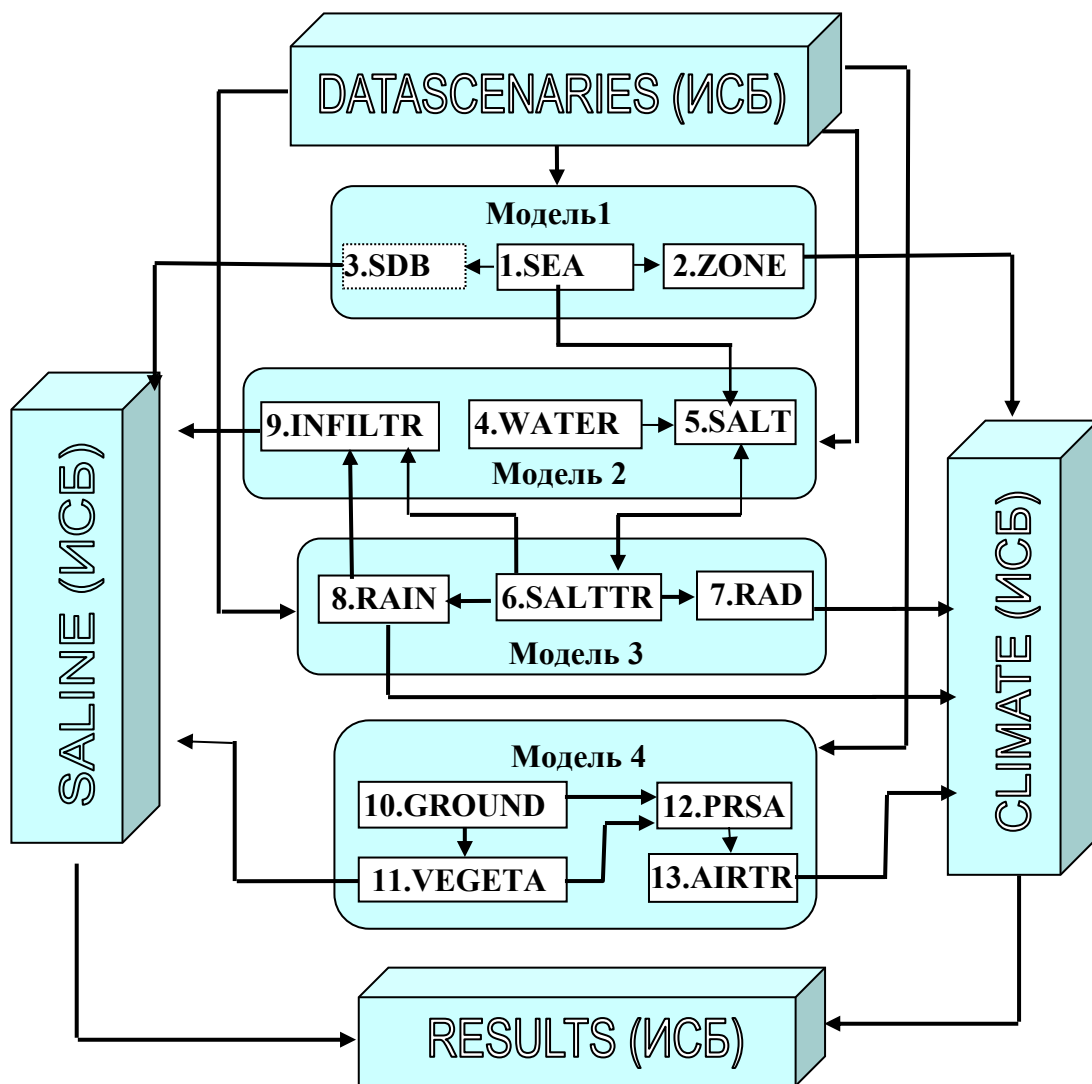 DATASCENARIES (ИСБ)
Модель1
3.SDB
1.SEA
2.ZONE
9.INFILTR
4.WATER
5.SALT
Модель 2
8.RAIN
6.SALTTR
7.RAD
Модель 3
SALINE (ИСБ)
CLIMATE (ИСБ)
Модель 4
10.GROUND
12.PRSA
11.VEGETA
13.AIRTR
RESULTS (ИСБ)